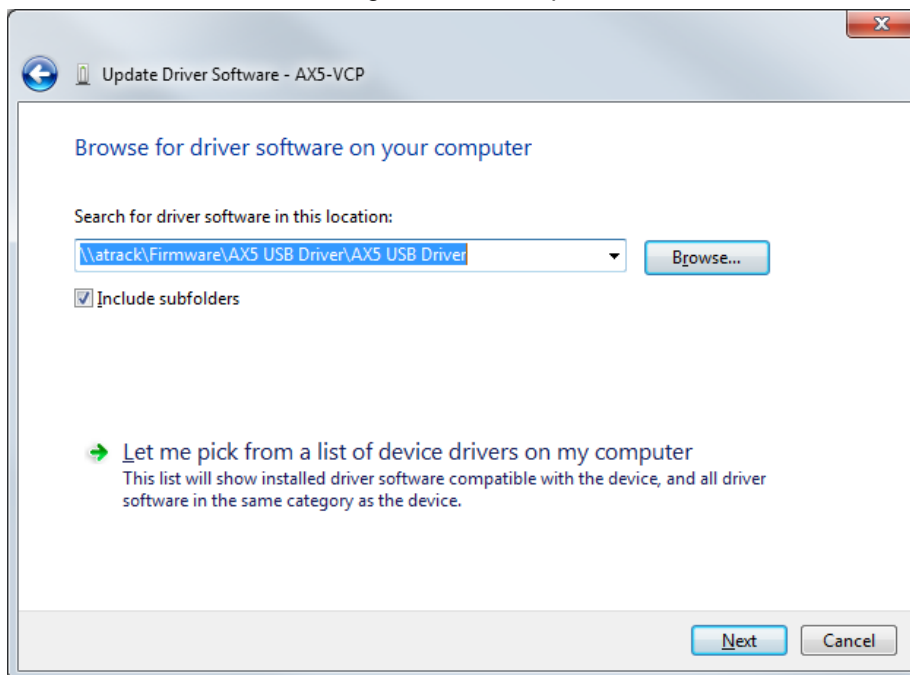 Update Driver Software - AX5-VCP
Browse for driver software on your computer
Search for driver software in this location:
\\atrack\Firmware\AX5 USB Driver\AX5 USB Driver
Browse...
Include subfolders
Let me pick from a list of device drivers on my computer
This list will show installed driver software compatible with the device, and all driver
software in the same category as the device.
Next
Cancel